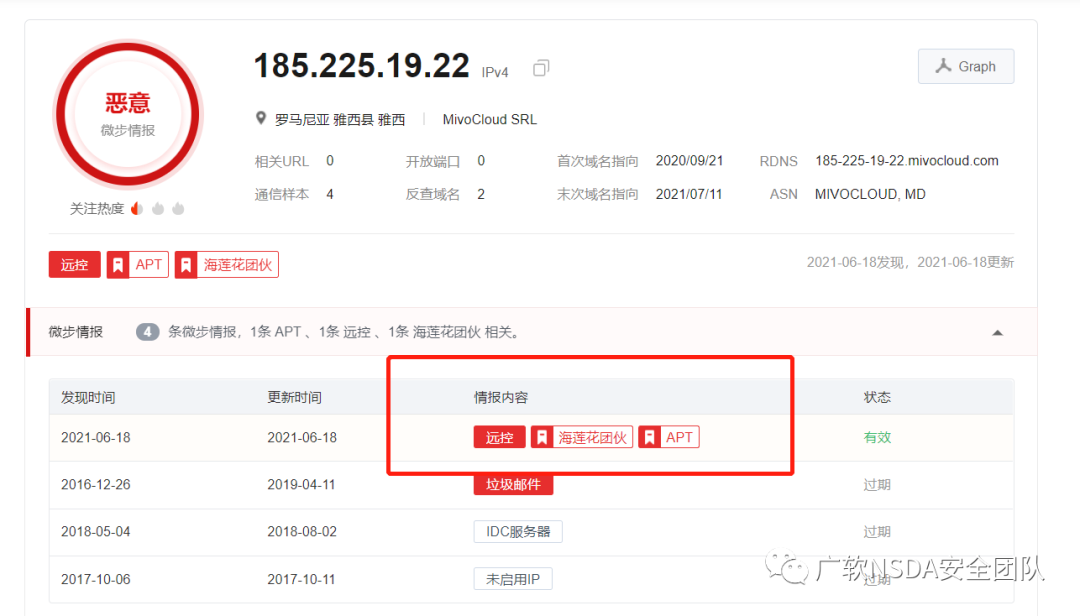 恶意
微步情报
关注热度
185.225.19.22 IPv4
Graph
罗马尼亚 雅西县 雅西 MivoCloud SRL
相关URL 0 开放端口 0 首次域名指向 2020/09/21 RDNS 185-225-19-22.mivocloud.com
通信样本 4 反查域名 2 末次域名指向 2021/07/11 ASN MIVOCLOUD, MD
远控 APT 海莲花团伙 2021-06-18发现，2021-06-18更新
微步情报 4 条微步情报，1条 APT 、1条 远控 、1条 海莲花团伙 相关。
发现时间 更新时间 情报内容 状态
2021-06-18 2021-06-18 远控 海莲花团伙 APT 有效
2016-12-26 2019-04-11 垃圾邮件 过期
2018-05-04 2018-08-02 IDC服务器 过期
2017-10-06 2017-10-11 未启用IP 过期
广软NSDA安全团队